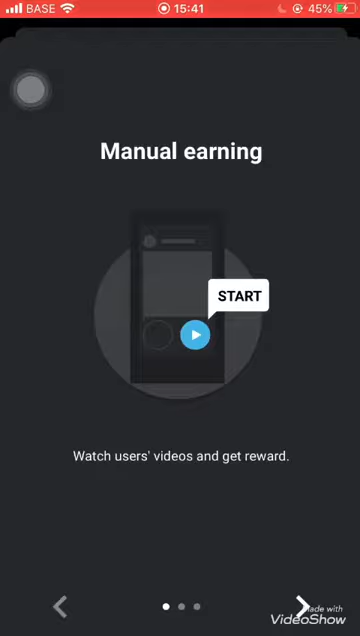 BASE 15:41 45%
Manual earning
START
Watch users' videos and get reward.
Made with
VideoShow